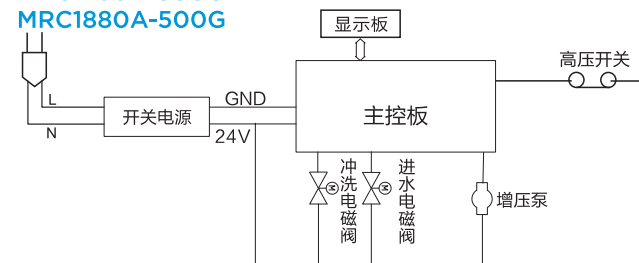 MRC1880A-500G
显示板
高压开关
L
GND
开关电源
主控板
N
24V
冲洗电磁阀
进水电磁阀
M
M
增压泵